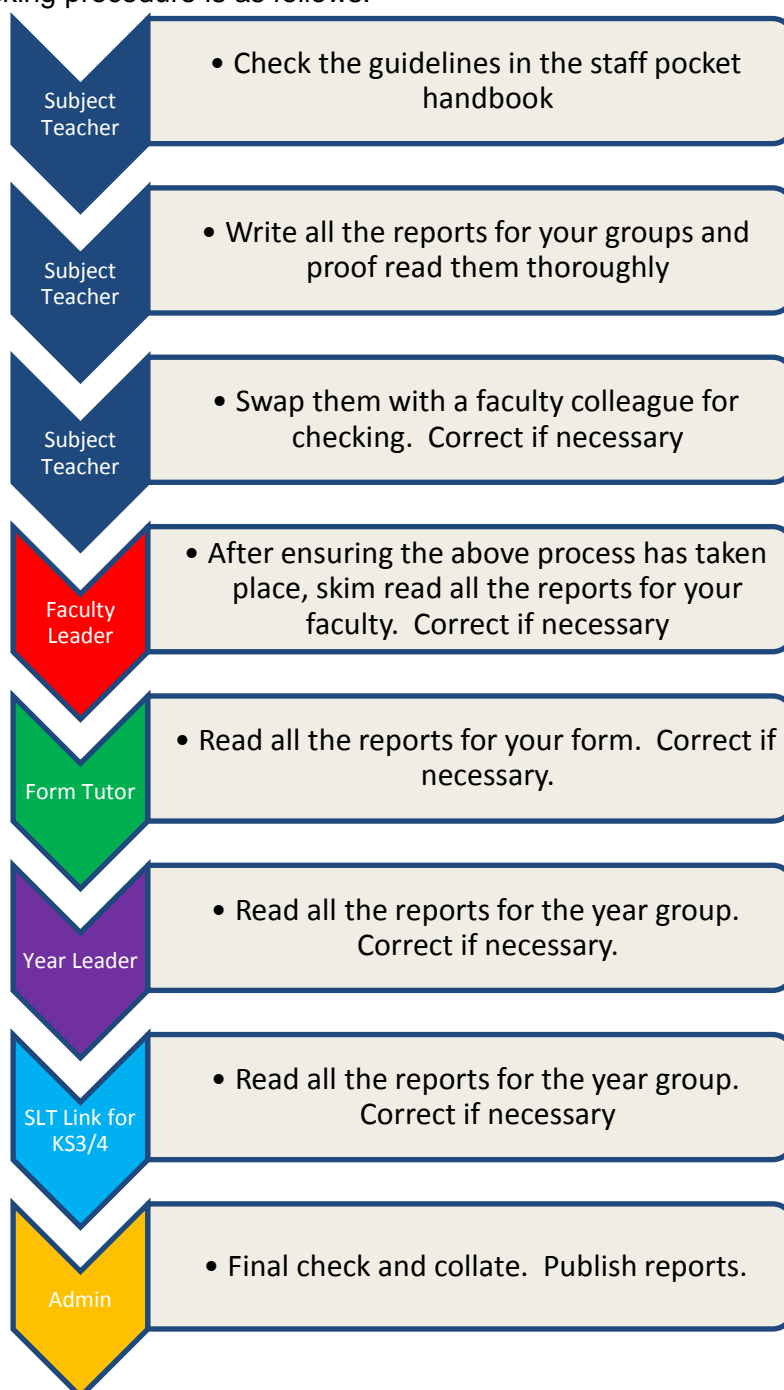 king procedure is as follows:
Subject
Teacher
• Check the guidelines in the staff pocket
handbook
Subject
Teacher
• Write all the reports for your groups and
proof read them thoroughly
Subject
Teacher
• Swap them with a faculty colleague for
checking.  Correct if necessary
Faculty
Leader
• After ensuring the above process has taken
place, skim read all the reports for your
faculty.  Correct if necessary
Form Tutor
• Read all the reports for your form.  Correct if
necessary.
Year Leader
• Read all the reports for the year group.
Correct if necessary.
SLT Link for
KS3/4
• Read all the reports for the year group.
Correct if necessary
Admin
• Final check and collate.  Publish reports.